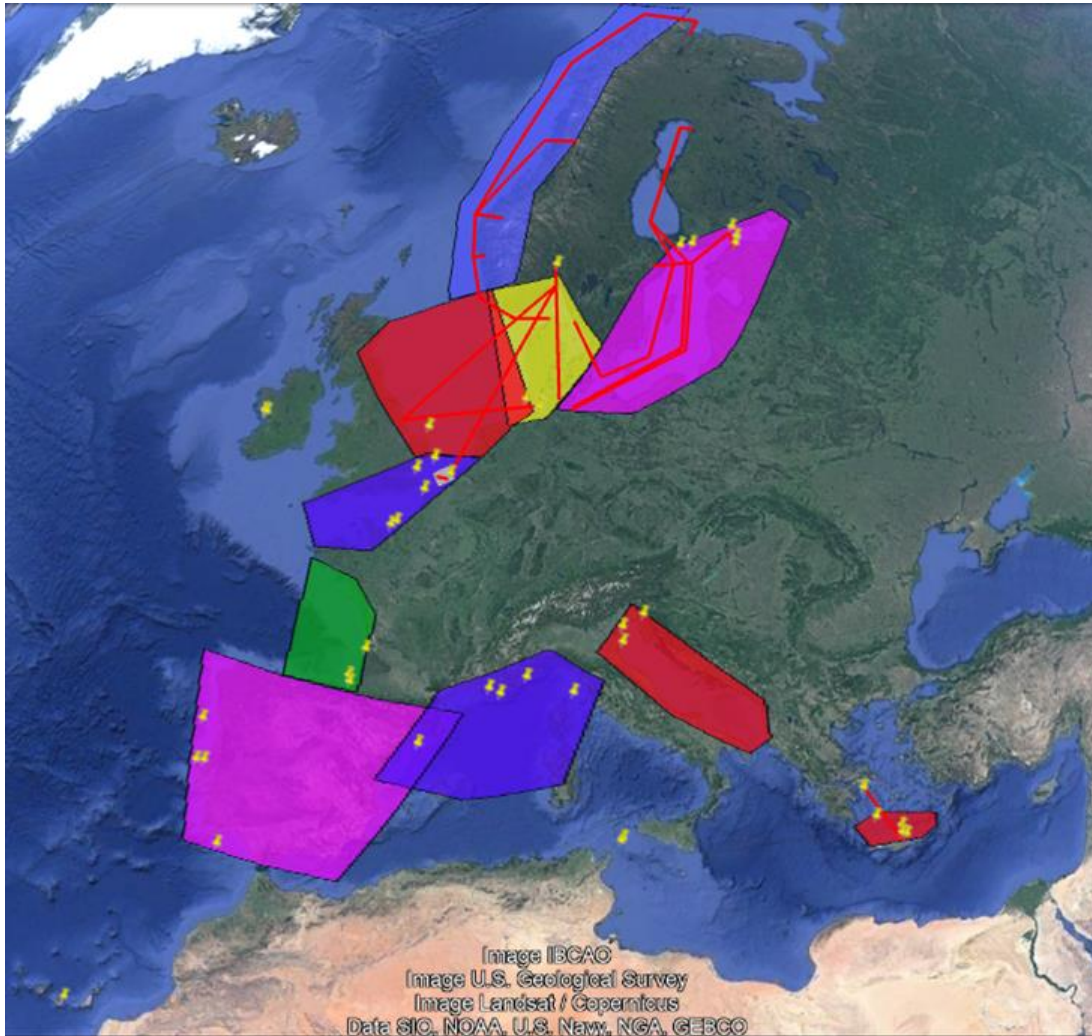 Image IBCAO
Image U.S. Geological Survey
Image Landsat / Copernicus
Data SIO, NOAA, U.S. Navy, NGA, GEBCO